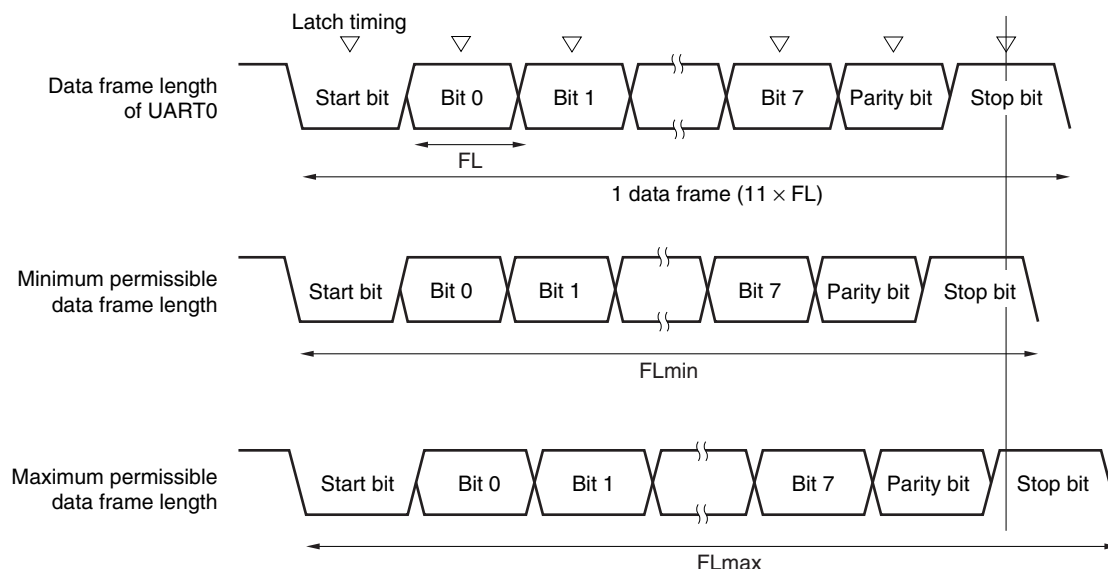 Latch timing
Data frame length
of UART0
Start bit
Bit 0
Bit 1
Bit 7
Parity bit
Stop bit
FL
1 data frame (11 × FL)
Minimum permissible
data frame length
Start bit
Bit 0
Bit 1
Bit 7
Parity bit
Stop bit
FLmin
Maximum permissible
data frame length
Start bit
Bit 0
Bit 1
Bit 7
Parity bit
Stop bit
FLmax